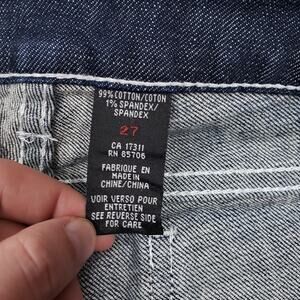 99% COTTON/COTON
1% SPANDEX/
SPANDEX
27
CA 17311
RN 85706
FABRIQUE EN
MADE IN
CHINE/CHINA
VOIR VERSO POUR
ENTRETIEN
SEE REVERSE SIDE
FOR CARE